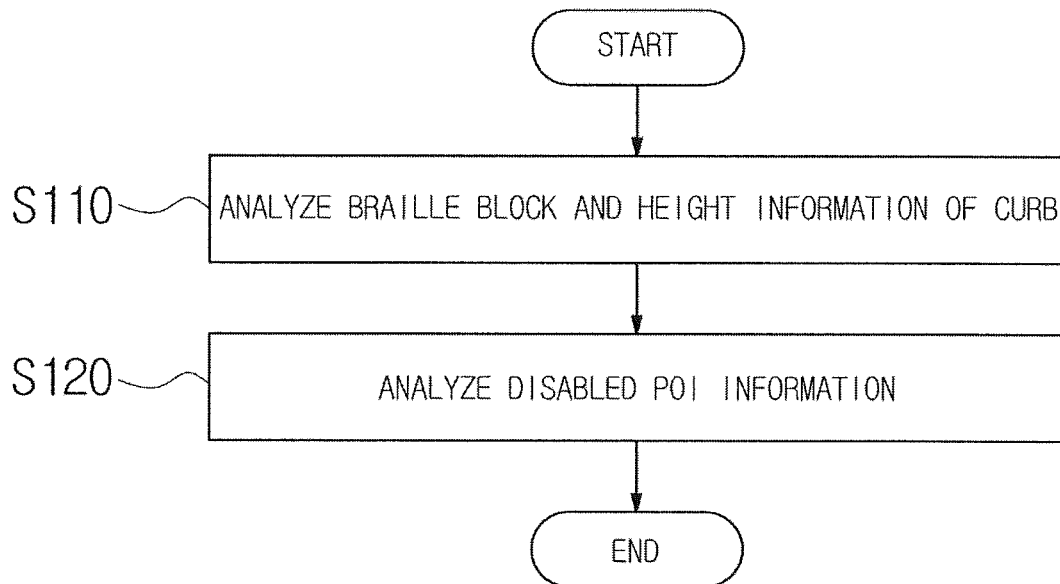 START
S110
ANALYZE BRAILLE BLOCK AND HEIGHT INFORMATION OF CURB
S120
ANALYZE DISABLED POI INFORMATION
END